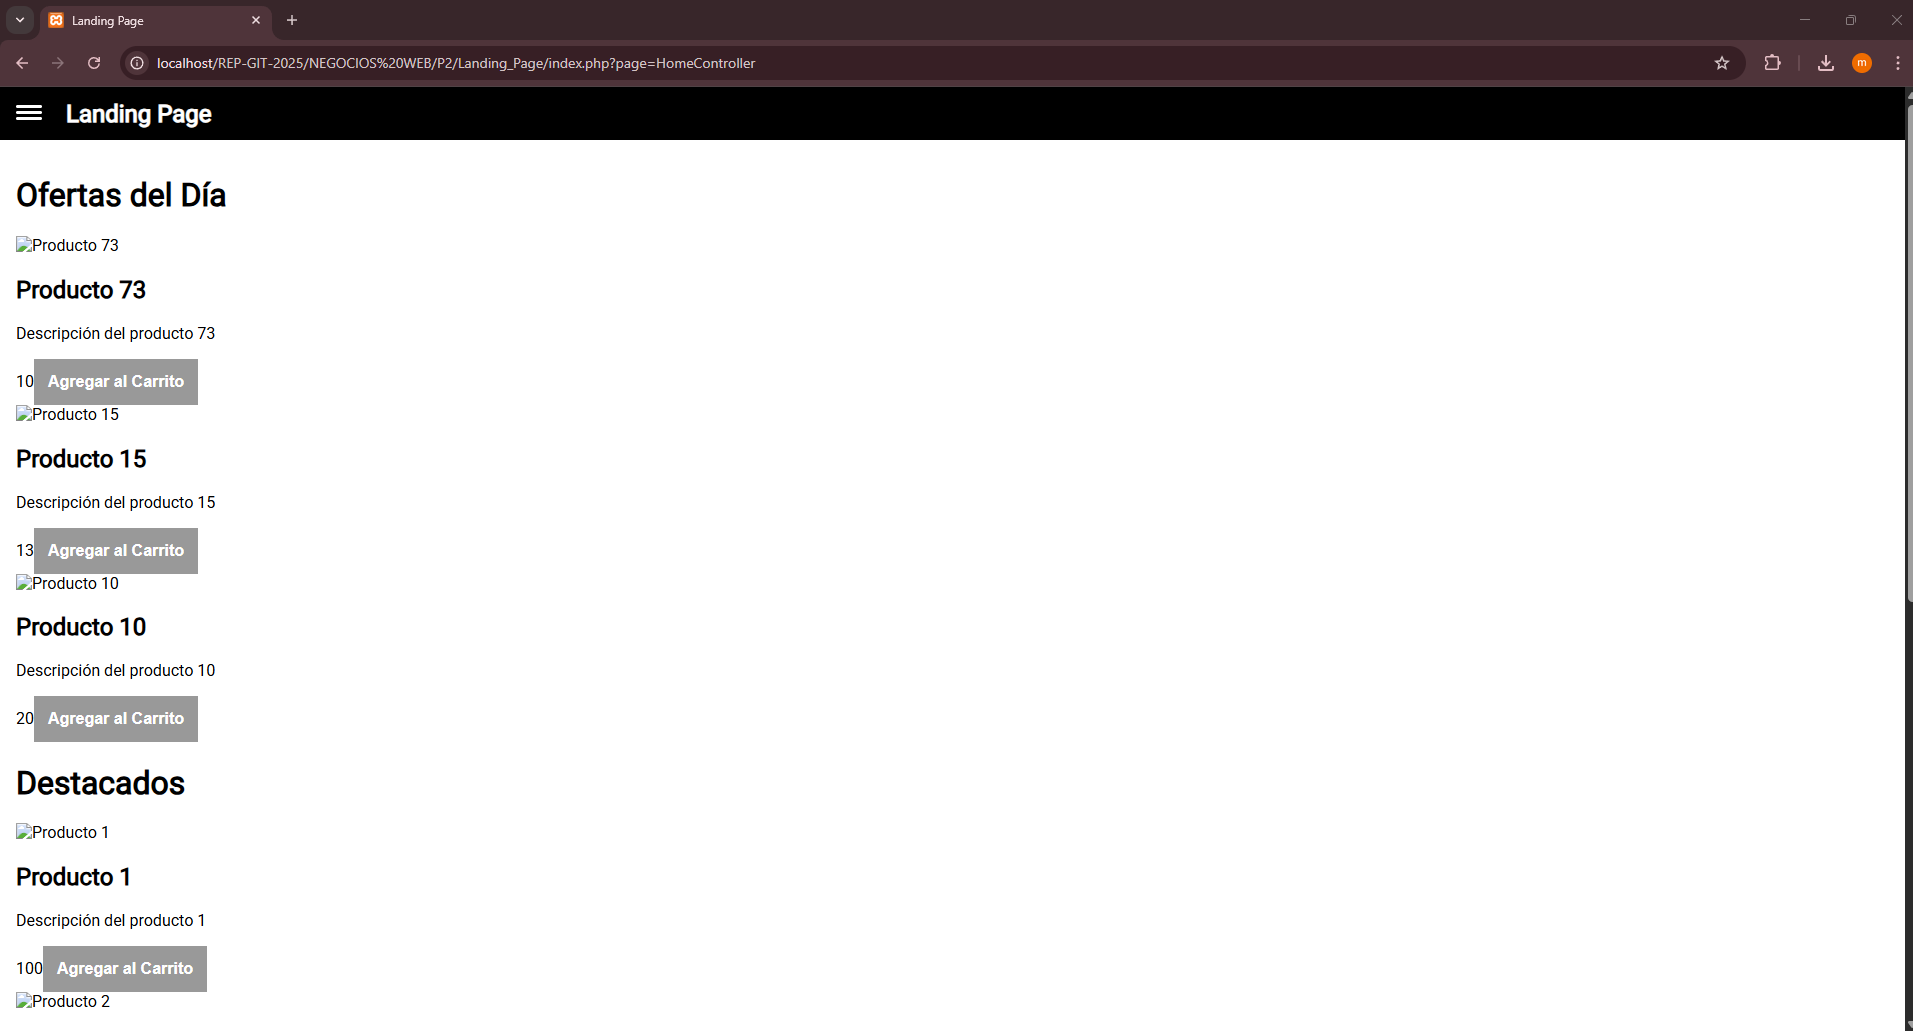 Landing Page
localhost/REP-GIT-2025/NEGOCIOS%20WEB/P2/Landing_Page/index.php?page=HomeController
m
Landing Page
Ofertas del Día
Producto 73
Producto 73
Descripción del producto 73
10 Agregar al Carrito
Producto 15
Producto 15
Descripción del producto 15
13 Agregar al Carrito
Producto 10
Producto 10
Descripción del producto 10
20 Agregar al Carrito
Destacados
Producto 1
Producto 1
Descripción del producto 1
100 Agregar al Carrito
Producto 2